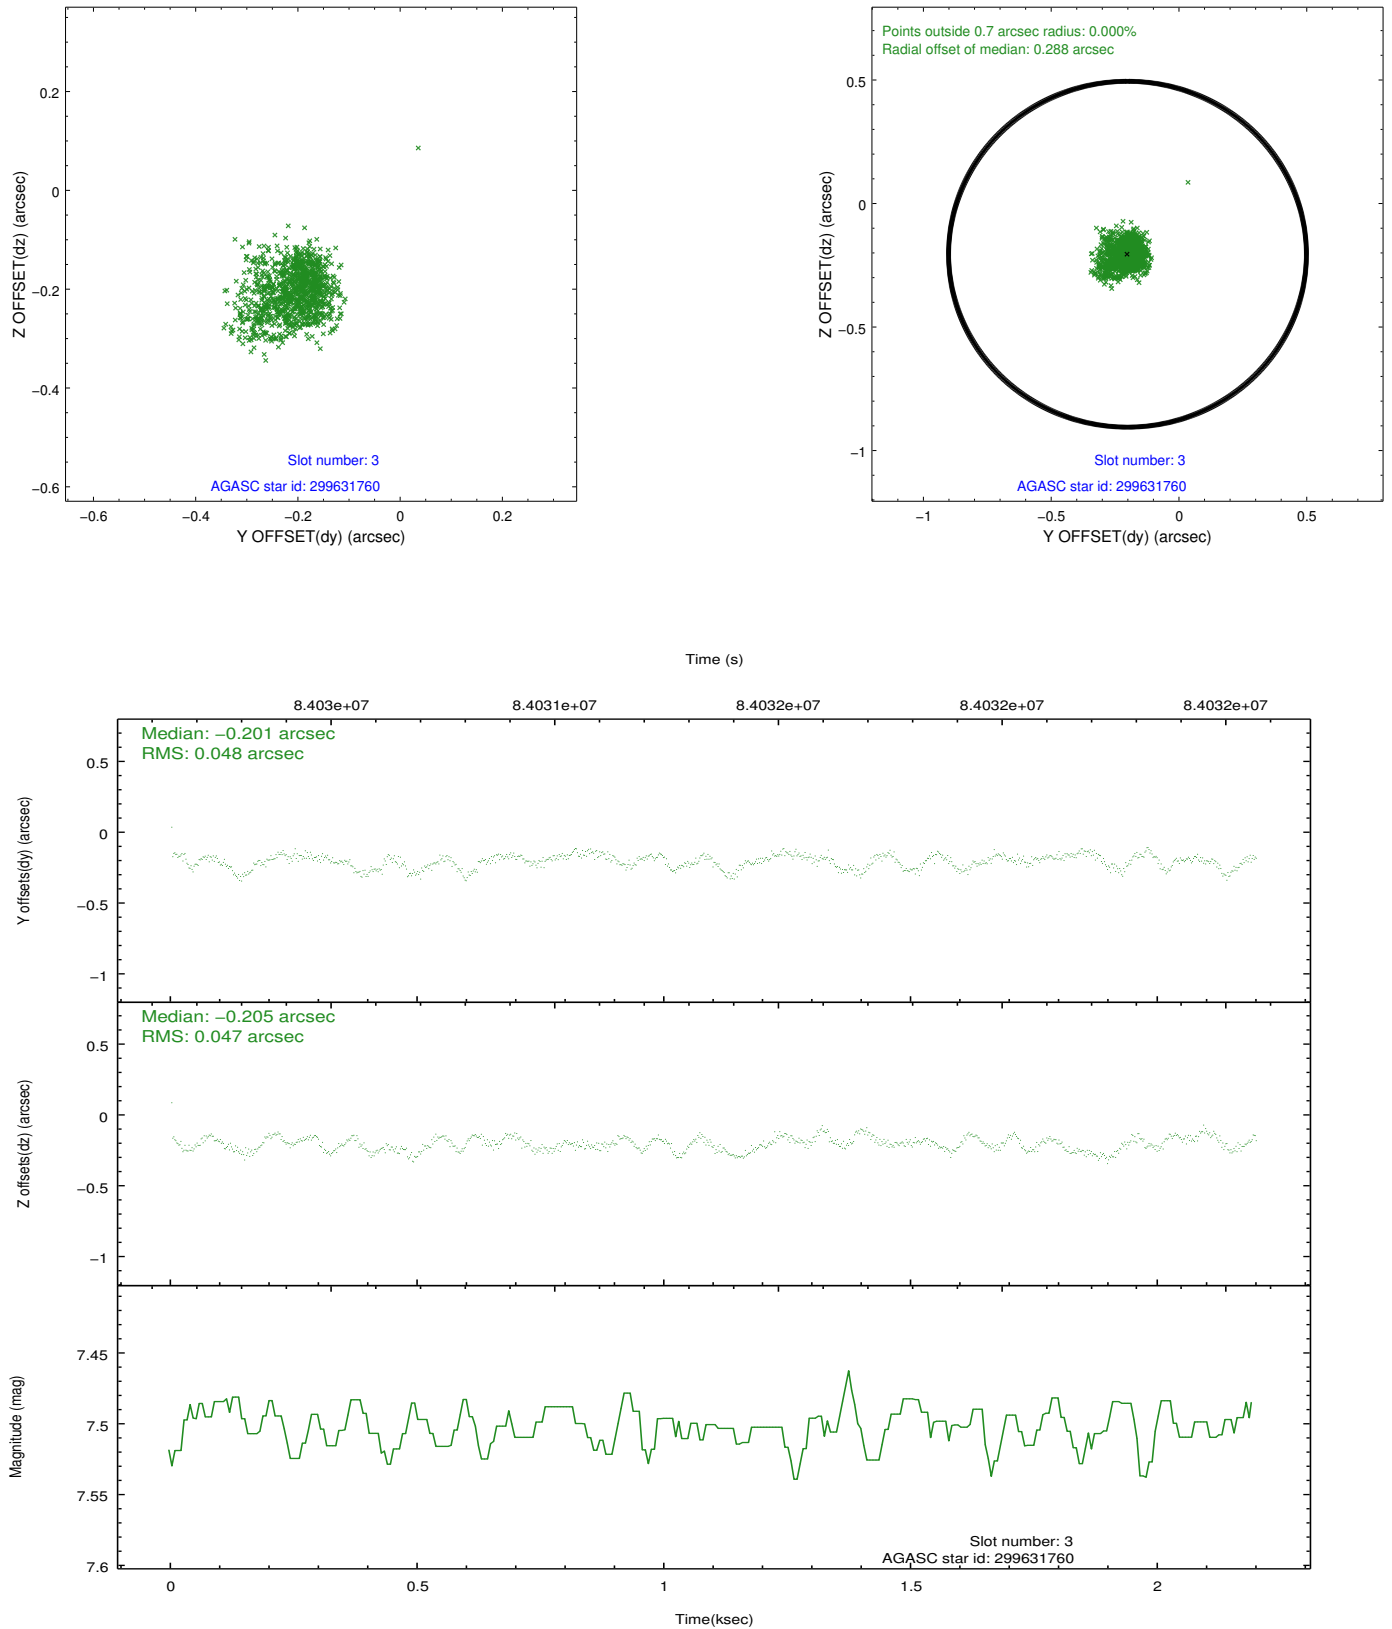 0.2
0
−0.2
−0.4
−0.6
Z OFFSET(dz) (arcsec)
Slot number: 3
AGASC star id: 299631760
−0.6
−0.4
−0.2
0
0.2
Y OFFSET(dy) (arcsec)
Points outside 0.7 arcsec radius: 0.000%
Radial offset of median: 0.288 arcsec
0.5
0
−0.5
−1
Z OFFSET(dz) (arcsec)
Slot number: 3
AGASC star id: 299631760
−1
−0.5
0
0.5
Y OFFSET(dy) (arcsec)
Time (s)
8.403e+07
8.4031e+07
8.4032e+07
8.4032e+07
8.4032e+07
Median: −0.201 arcsec
RMS: 0.048 arcsec
0.5
0
−0.5
−1
Y offsets(dy) (arcsec)
Median: −0.205 arcsec
RMS: 0.047 arcsec
0.5
0
−0.5
−1
Z offsets(dz) (arcsec)
7.45
7.5
7.55
7.6
Magnitude (mag)
Slot number: 3
AGASC star id: 299631760
0
0.5
1
1.5
2
Time(ksec)